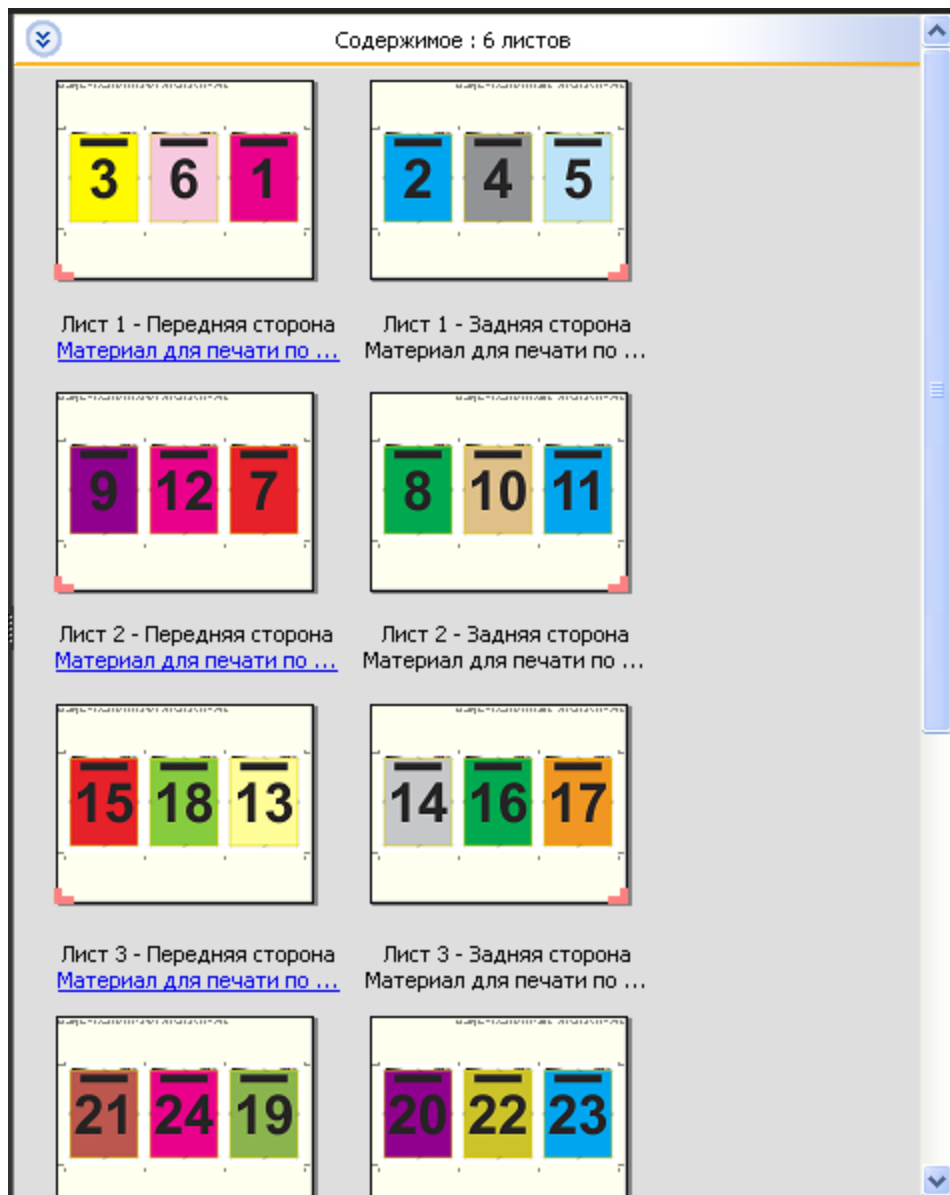 Содержимое : 6 листов
3 6 1 2 4 5
Лист 1 - Передняя сторона Лист 1 - Задняя сторона
Материал для печати по ... Материал для печати по ...
9 12 7 8 10 11
Лист 2 - Передняя сторона Лист 2 - Задняя сторона
Материал для печати по ... Материал для печати по ...
15 18 13 14 16 17
Лист 3 - Передняя сторона Лист 3 - Задняя сторона
Материал для печати по ... Материал для печати по ...
21 24 19 20 22 23